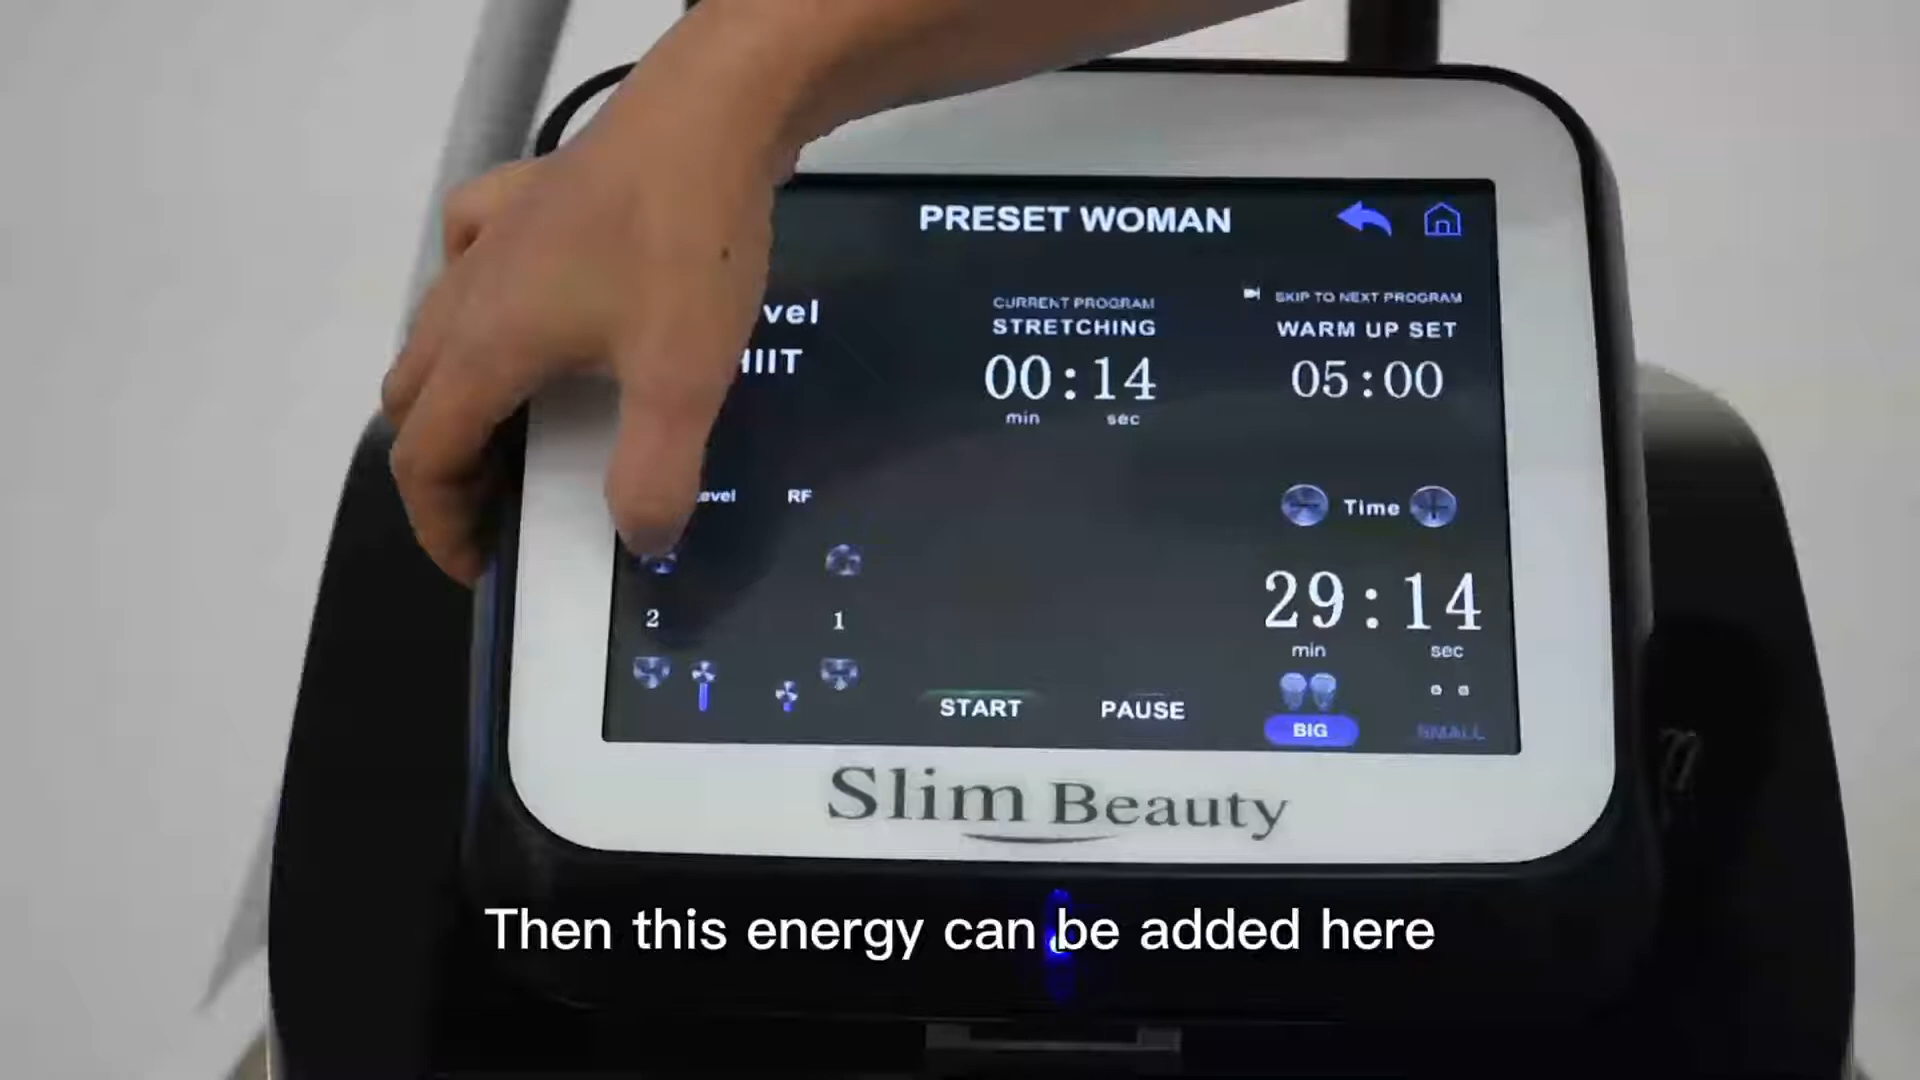 PRESET WOMAN
vel
HIIT
CURRENT PROGRAM
STRETCHING
00:14
min sec
SKIP TO NEXT PROGRAM
WARM UP SET
05:00
evel RF
Time
2 1
29:14
min sec
START PAUSE
BIG SMALL
Slim Beauty
Then this energy can be added here